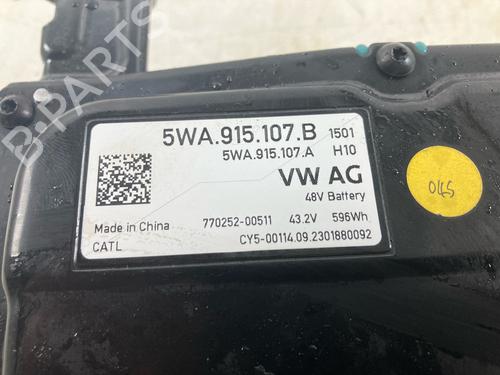 5WA.915.107.B 1501
5WA.915.107.A H10
VW AG
48V Battery
Made in China 770252-00511 43.2V 596Wh
CATL CY5-00114.09.2301880092
045
B-PARTS